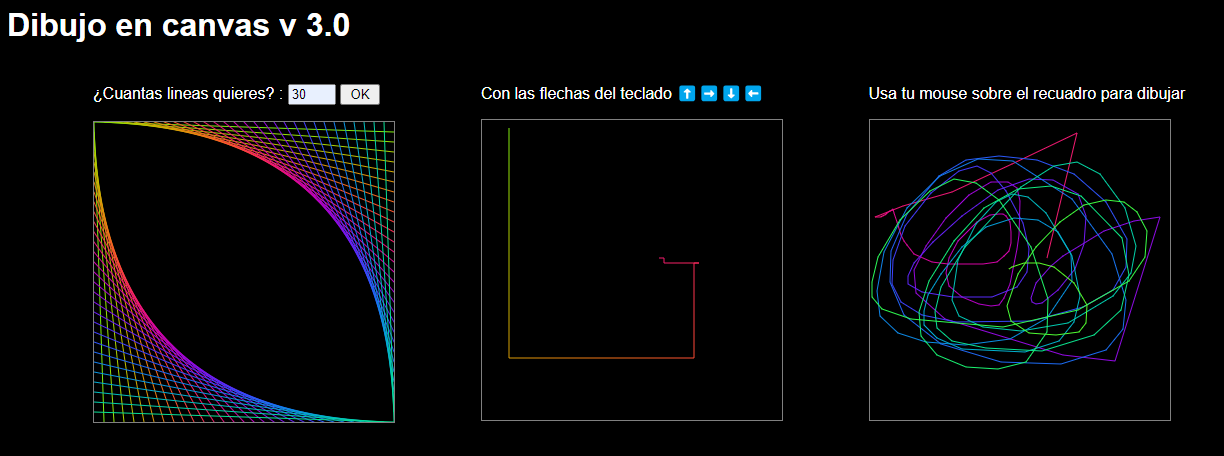 Dibujo en canvas v 3.0
¿Cuantas lineas quieres? : 30 OK
Con las flechas del teclado ⬆️ ➡️ ⬇️ ⬅️
Usa tu mouse sobre el recuadro para dibujar